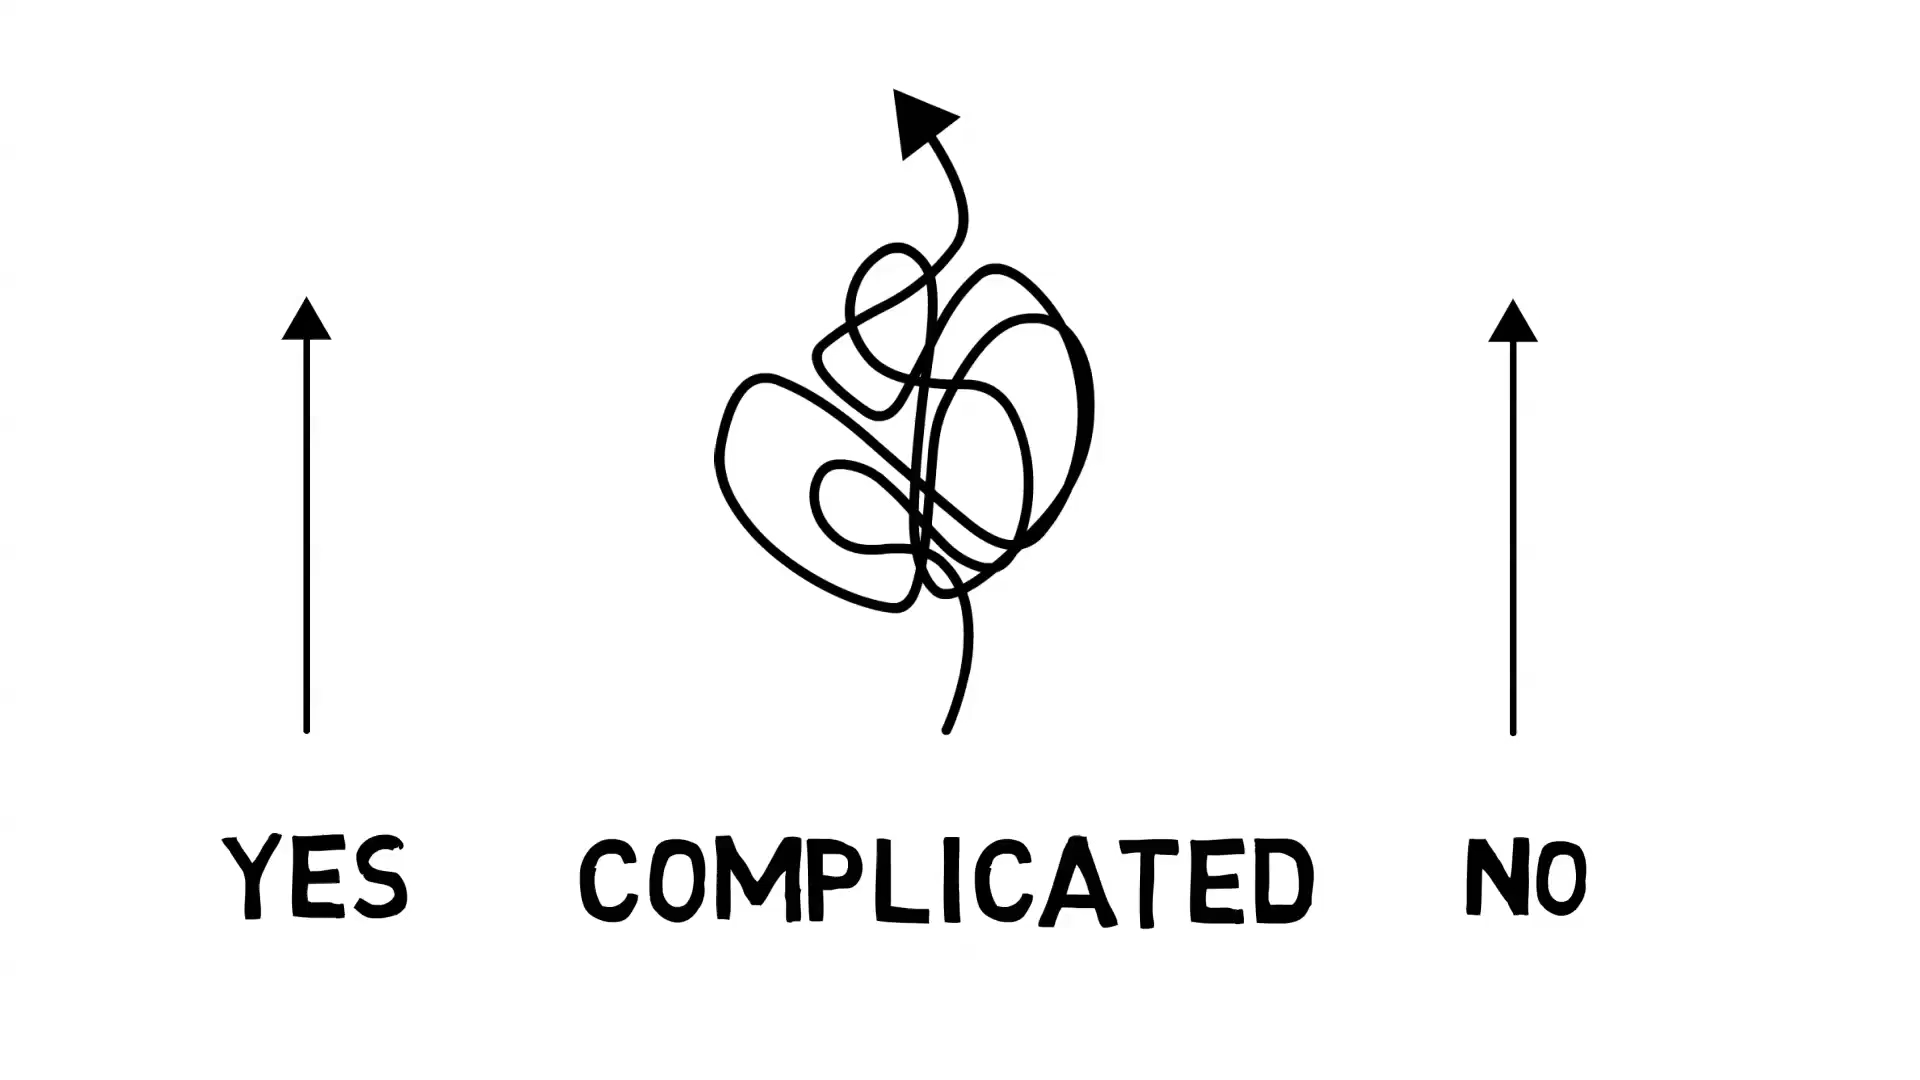 YES COMPLICATED NO